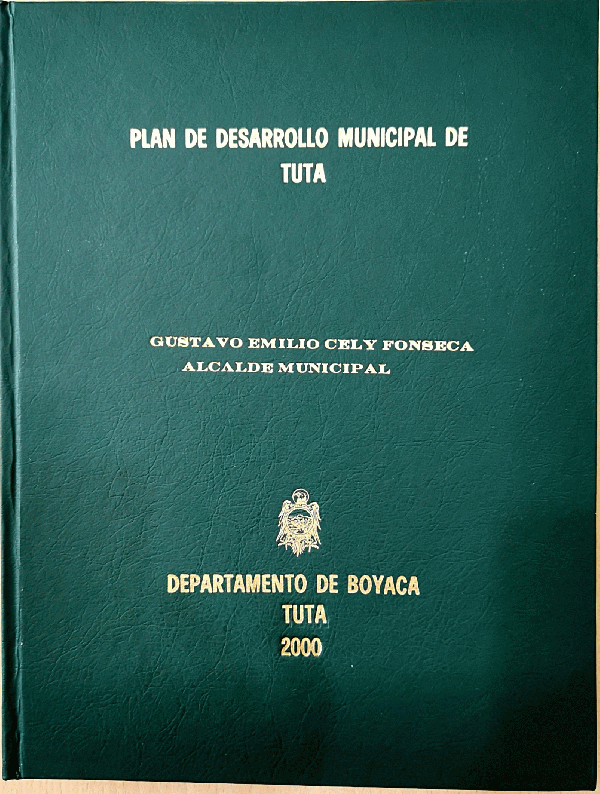 PLAN DE DESARROLLO MUNICIPAL DE
TUTA
GUSTAVO EMILIO CELY FONSECA
ALCALDE MUNICIPAL
DEPARTAMENTO DE BOYACA
TUTA
2000